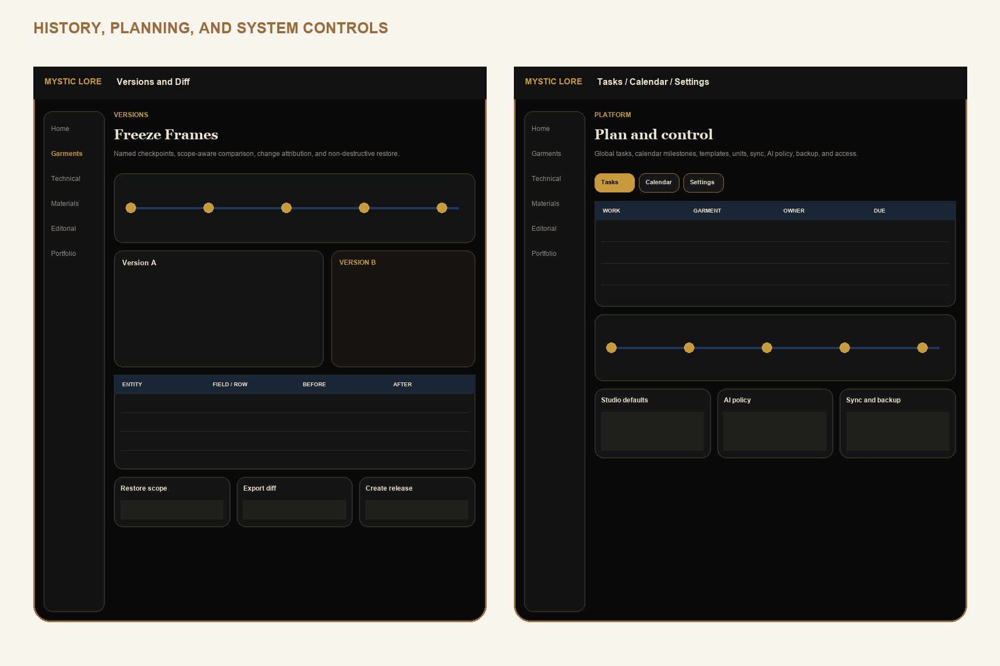 HISTORY, PLANNING, AND SYSTEM CONTROLS
MYSTIC LORE
Versions and Diff
Home
Garments
Technical
Materials
Editorial
Portfolio
VERSIONS
Freeze Frames
Named checkpoints, scope-aware comparison, change attribution, and non-destructive restore.
Version A
VERSION B
ENTITY
FIELD / ROW
BEFORE
AFTER
Restore scope
Export diff
Create release
MYSTIC LORE
Tasks / Calendar / Settings
Home
Garments
Technical
Materials
Editorial
Portfolio
PLATFORM
Plan and control
Global tasks, calendar milestones, templates, units, sync, AI policy, backup, and access.
Tasks
Calendar
Settings
WORK
GARMENT
OWNER
DUE
Studio defaults
AI policy
Sync and backup